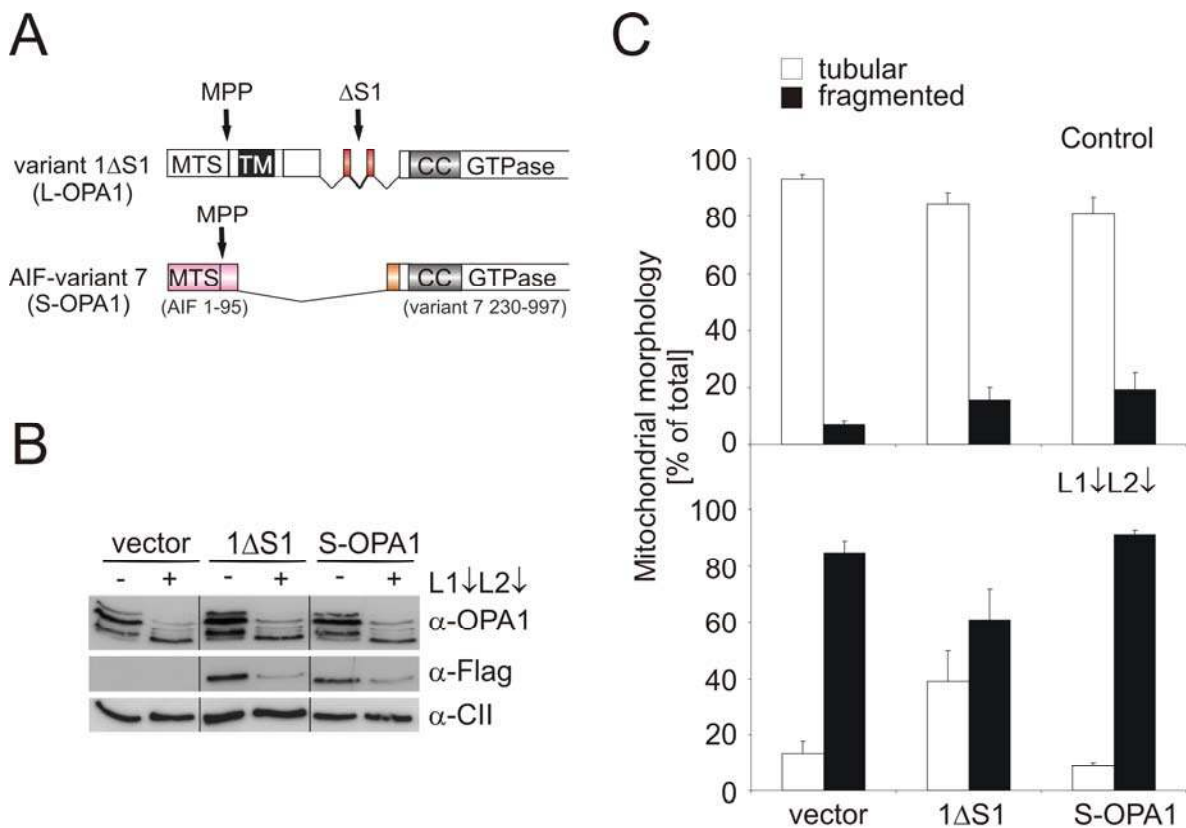 A
MPP
ΔS1
variant 1ΔS1
(L-OPA1)
MTS TM CC GTPase
MPP
AIF-variant 7
(S-OPA1)
MTS CC GTPase
(AIF 1-95) (variant 7 230-997)
B
vector 1ΔS1 S-OPA1
- + - + - + L1↓L2↓
α-OPA1
α-Flag
α-CII
C
tubular
fragmented
Control
100
80
60
40
20
0
Mitochondrial morphology
[% of total]
L1↓L2↓
100
80
60
40
20
0
vector 1ΔS1 S-OPA1